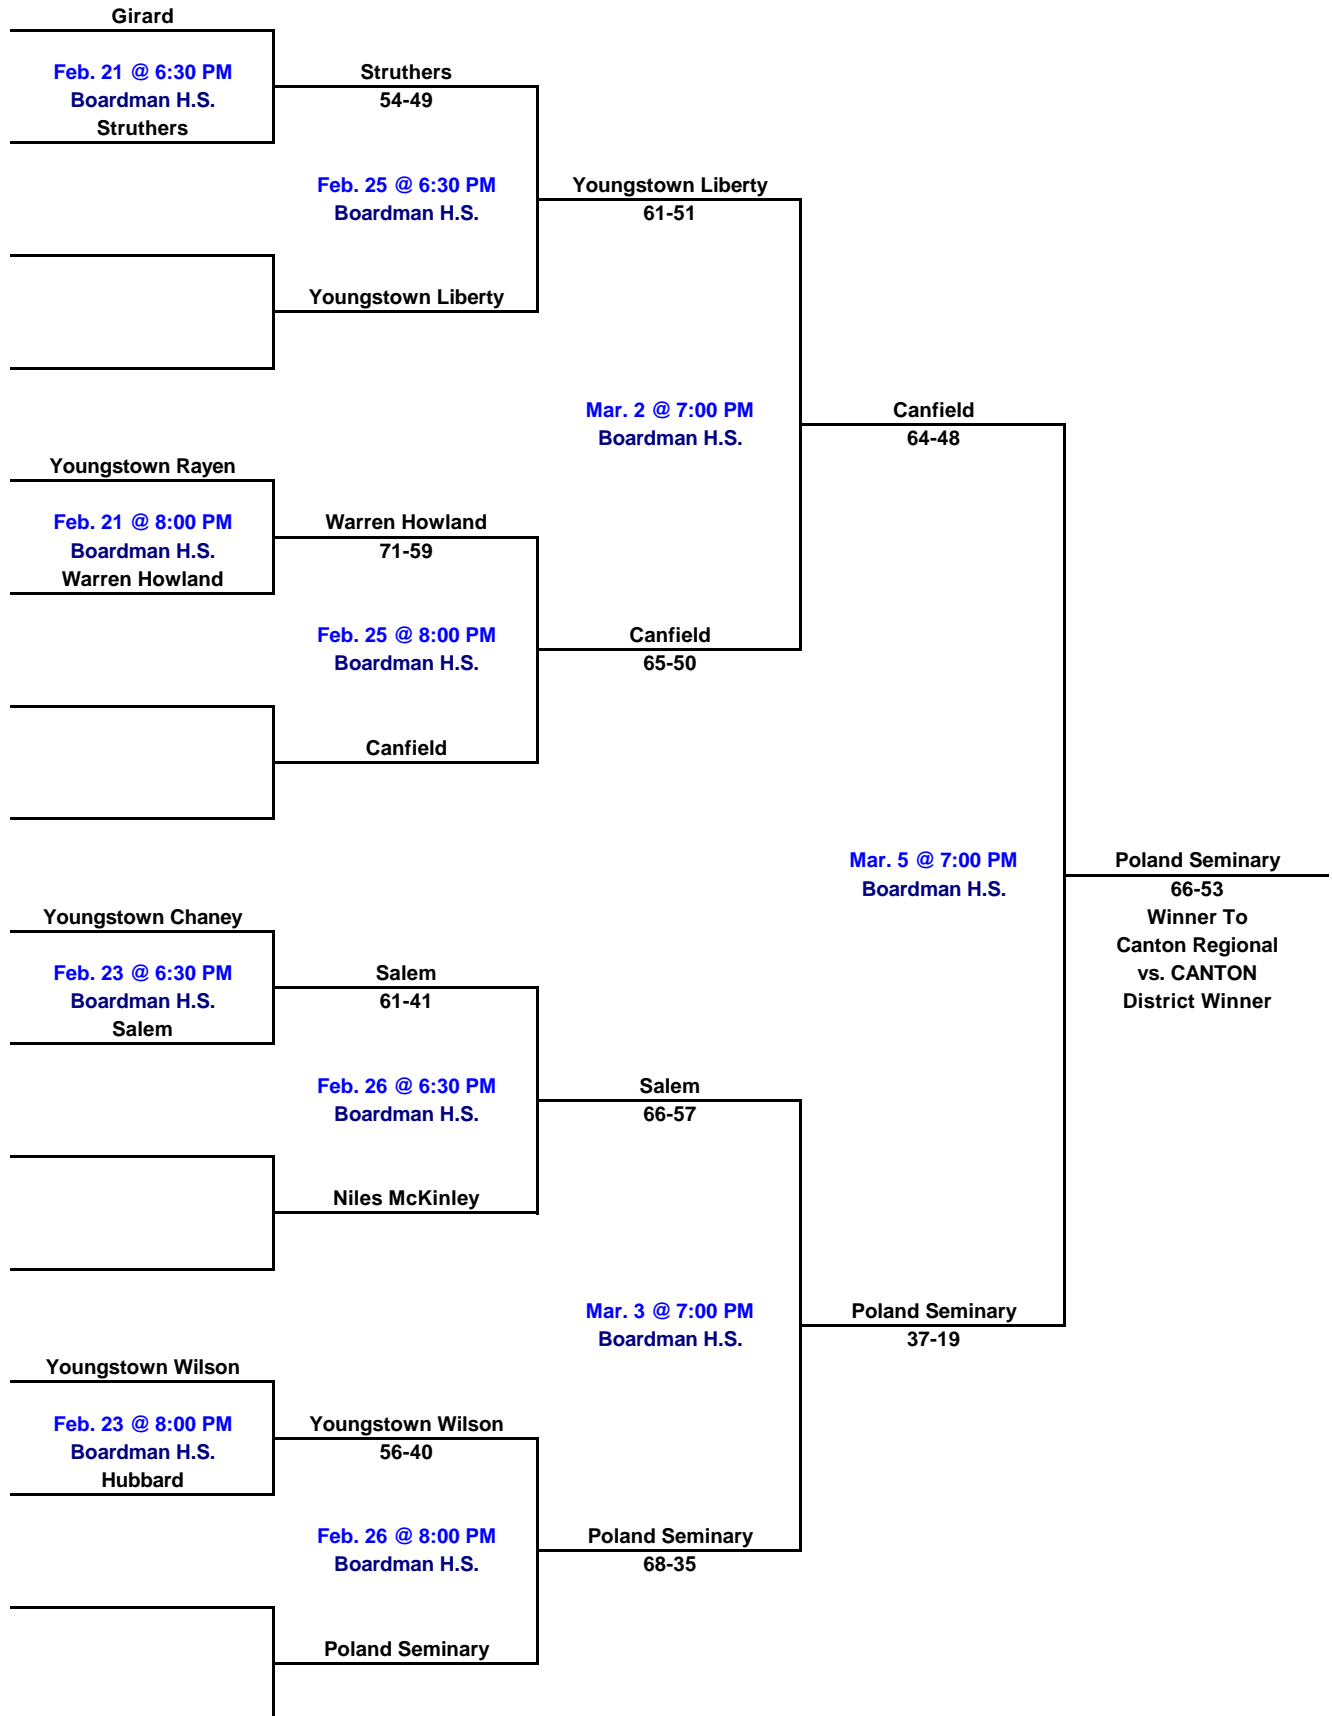 Girard
Feb. 21 @ 6:30 PM
Boardman H.S.
Struthers
Struthers
54-49
Feb. 25 @ 6:30 PM
Boardman H.S.
Youngstown Liberty
Youngstown Liberty
61-51
Mar. 2 @ 7:00 PM
Boardman H.S.
Canfield
64-48
Youngstown Rayen
Feb. 21 @ 8:00 PM
Boardman H.S.
Warren Howland
Warren Howland
71-59
Feb. 25 @ 8:00 PM
Boardman H.S.
Canfield
Canfield
65-50
Mar. 5 @ 7:00 PM
Boardman H.S.
Poland Seminary
66-53
Winner To
Canton Regional
vs. CANTON
District Winner
Youngstown Chaney
Feb. 23 @ 6:30 PM
Boardman H.S.
Salem
Salem
61-41
Feb. 26 @ 6:30 PM
Boardman H.S.
Niles McKinley
Salem
66-57
Mar. 3 @ 7:00 PM
Boardman H.S.
Poland Seminary
37-19
Youngstown Wilson
Feb. 23 @ 8:00 PM
Boardman H.S.
Hubbard
Youngstown Wilson
56-40
Feb. 26 @ 8:00 PM
Boardman H.S.
Poland Seminary
Poland Seminary
68-35